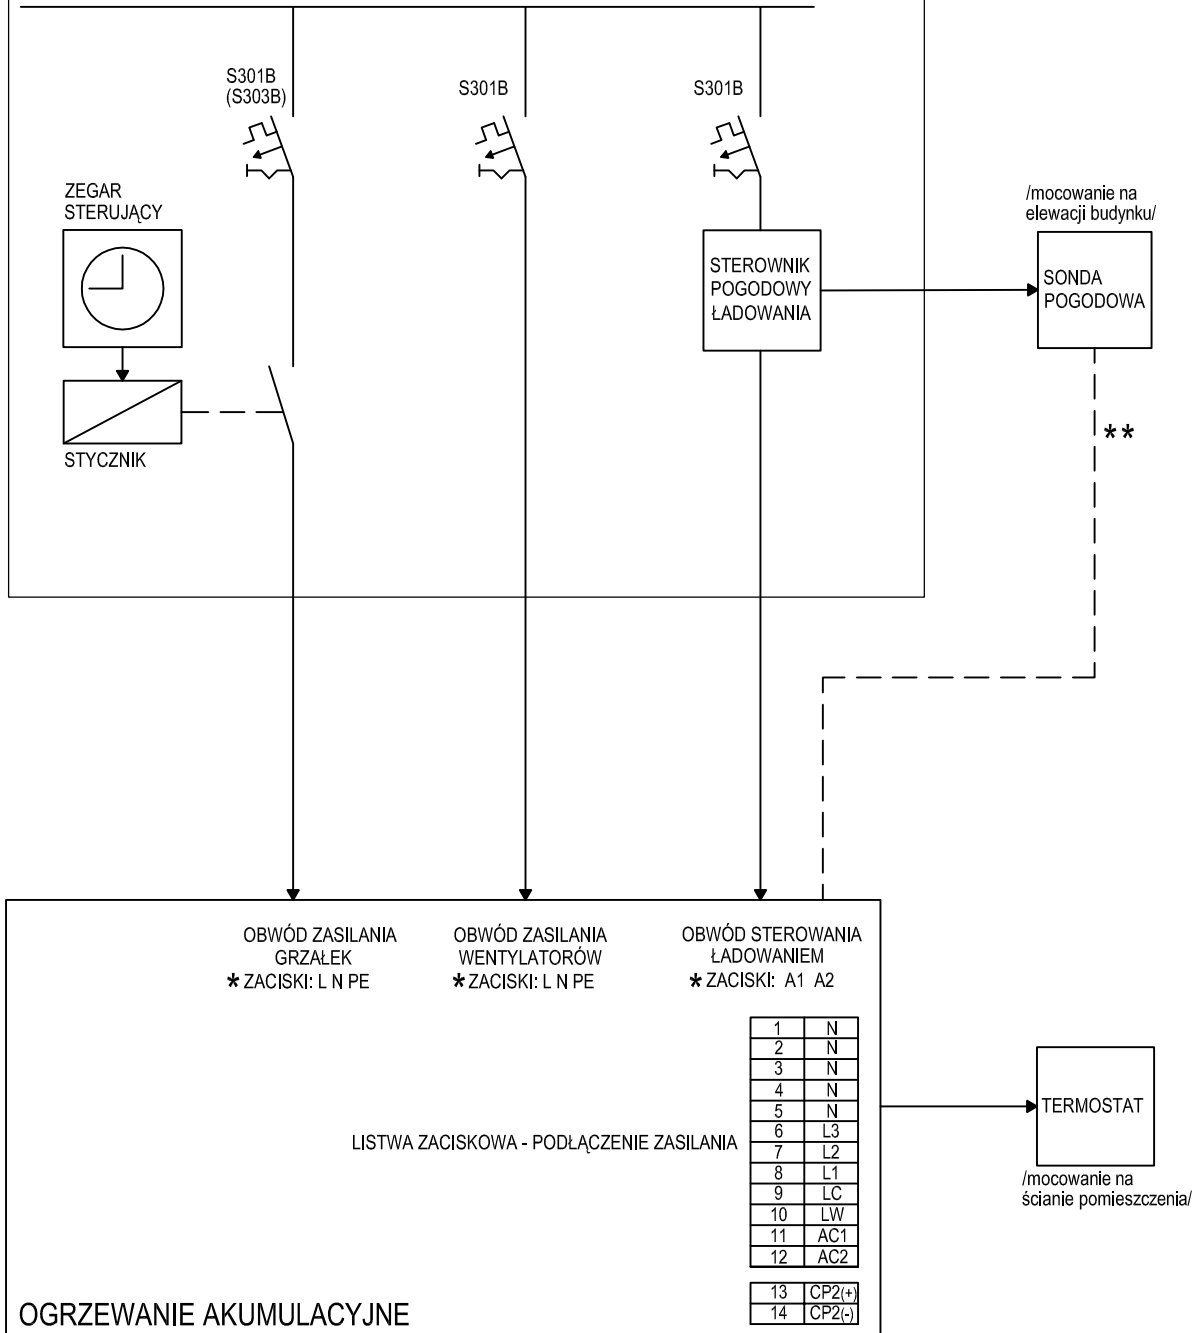 S301B
(S303B)
S301B
S301B
ZEGAR
STERUJĄCY
/mocowanie na
elewacji budynku/
STEROWNIK
POGODOWY
ŁADOWANIA
SONDA
POGODOWA
**
STYCZNIK
OBWÓD ZASILANIA
GRZAŁEK
* ZACISKI: L N PE
OBWÓD ZASILANIA
WENTYLATORÓW
* ZACISKI: L N PE
OBWÓD STEROWANIA
ŁADOWANIEM
* ZACISKI: A1 A2
1 N
2 N
3 N
4 N
5 N
6 L3
7 L2
8 L1
9 LC
10 LW
11 AC1
12 AC2
13 CP2(+)
14 CP2(-)
LISTWA ZACISKOWA - PODŁĄCZENIE ZASILANIA
TERMOSTAT
/mocowanie na
ścianie pomieszczenia/
OGRZEWANIE AKUMULACYJNE